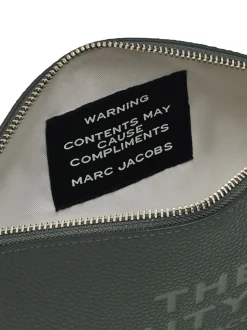 WARNING
CONTENTS MAY
CAUSE
COMPLIMENTS
MARC JACOBS